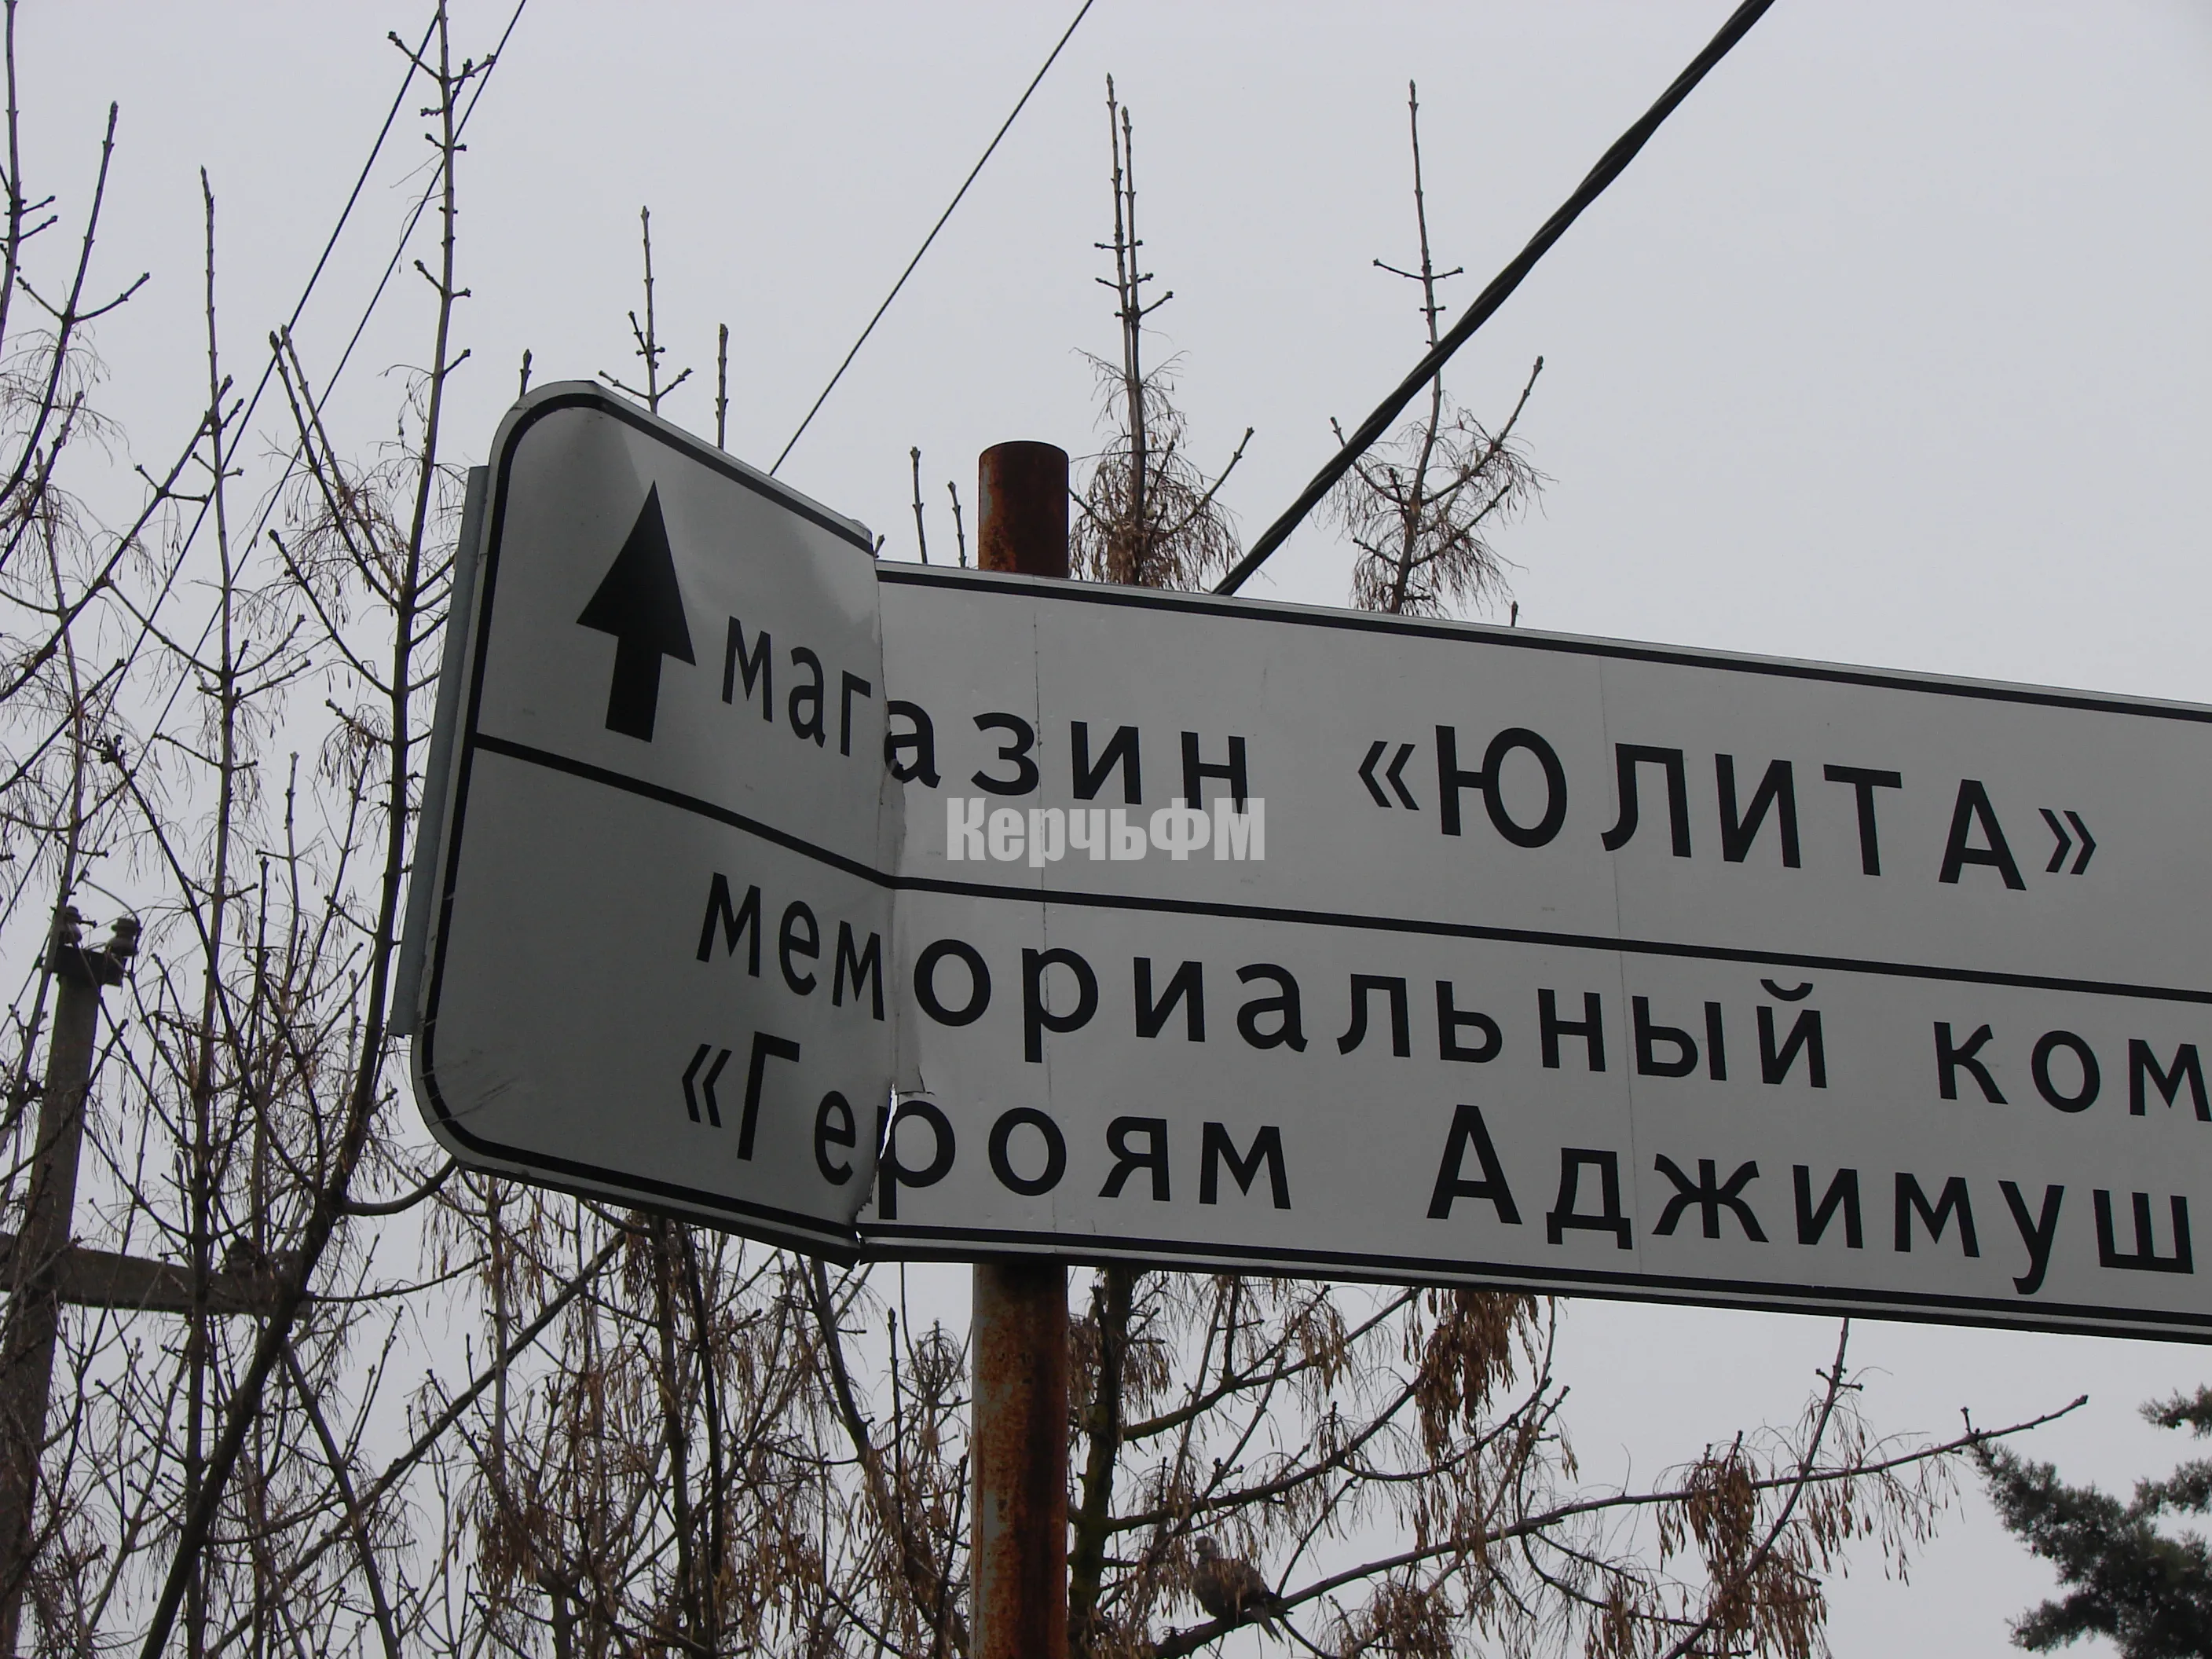 магазин «ЮЛИТА»
КерчьФМ
мемориальный ком
«Героям Аджимуш